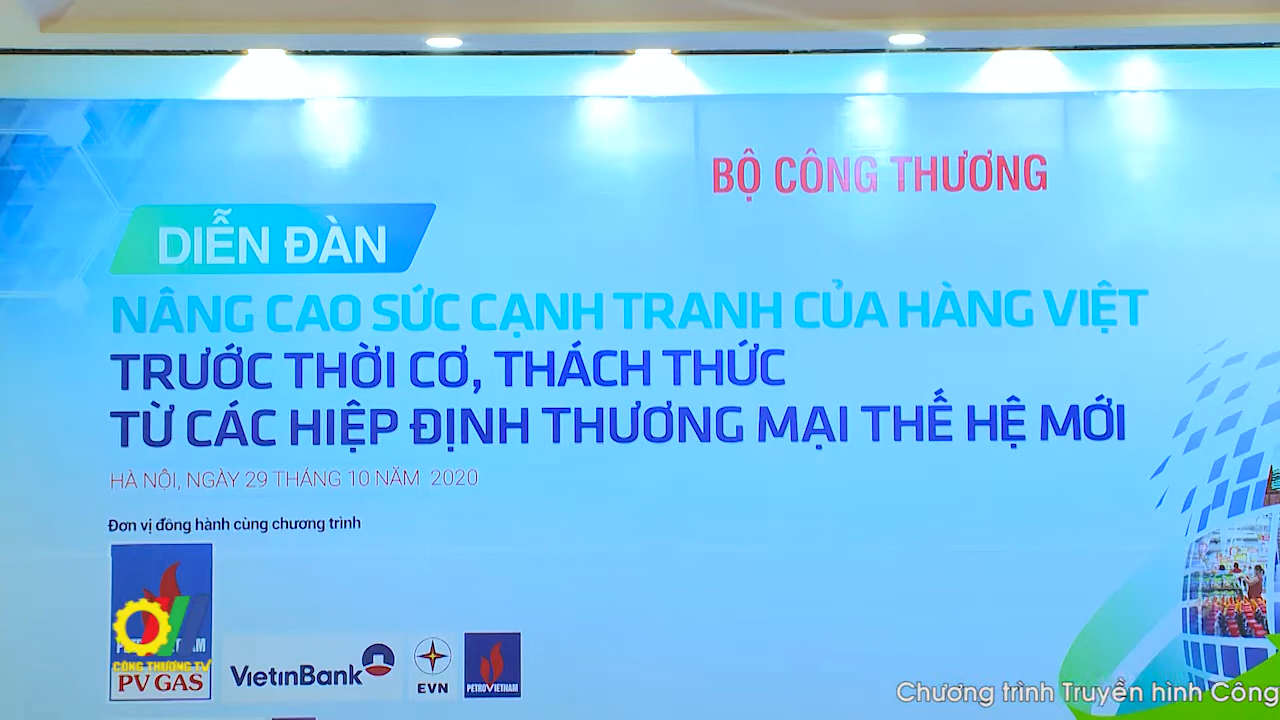 BỘ CÔNG THƯƠNG
DIỄN ĐÀN
NÂNG CAO SỨC CẠNH TRANH CỦA HÀNG VIỆT
TRƯỚC THỜI CƠ, THÁCH THỨC
TỪ CÁC HIỆP ĐỊNH THƯƠNG MẠI THẾ HỆ MỚI
HÀ NỘI, NGÀY 29 THÁNG 10 NĂM 2020
Đơn vị đồng hành cùng chương trình
CÔNG THƯƠNG TV
PV GAS
VietinBank
EVN
PETROVIETNAM
Chương trình Truyền hình Công